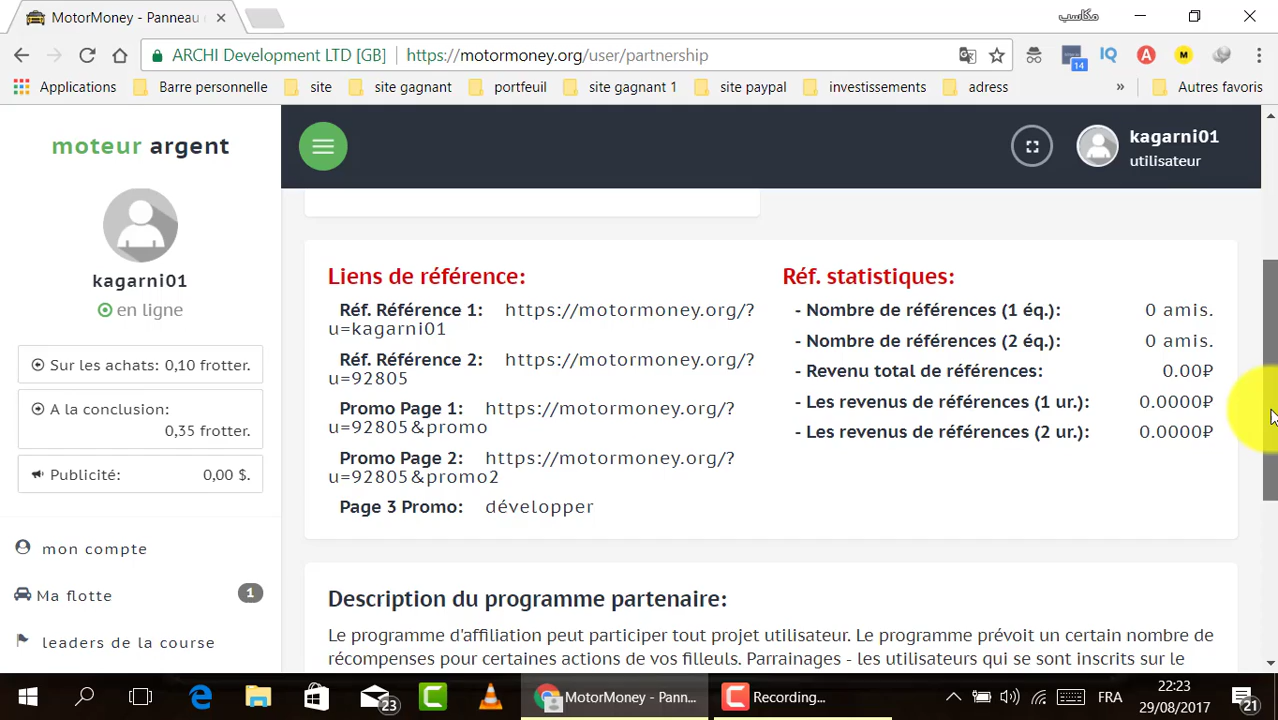 MotorMoney - Panneau
مكاسب
ARCHI Development LTD [GB] https://motormoney.org/user/partnership
14 IQ A M
Applications Barre personnelle site site gagnant portfeuil site gagnant 1 site paypal investissements adress » Autres favoris
moteur argent
kagarni01
utilisateur
kagarni01
en ligne
Sur les achats: 0,10 frotter.
A la conclusion:
0,35 frotter.
Publicité: 0,00 $.
mon compte
Ma flotte 1
leaders de la course
Liens de référence:
Réf. Référence 1: https://motormoney.org/?
u=kagarni01
Réf. Référence 2: https://motormoney.org/?
u=92805
Promo Page 1: https://motormoney.org/?
u=92805&promo
Promo Page 2: https://motormoney.org/?
u=92805&promo2
Page 3 Promo: développer
Réf. statistiques:
- Nombre de références (1 éq.): 0 amis.
- Nombre de références (2 éq.): 0 amis.
- Revenu total de références: 0.00₽
- Les revenus de références (1 ur.): 0.0000₽
- Les revenus de références (2 ur.): 0.0000₽
Description du programme partenaire:
Le programme d'affiliation peut participer tout projet utilisateur. Le programme prévoit un certain nombre de
récompenses pour certaines actions de vos filleuls. Parrainages - les utilisateurs qui se sont inscrits sur le
23 MotorMoney - Pann... Recording... FRA 22:23
29/08/2017 21